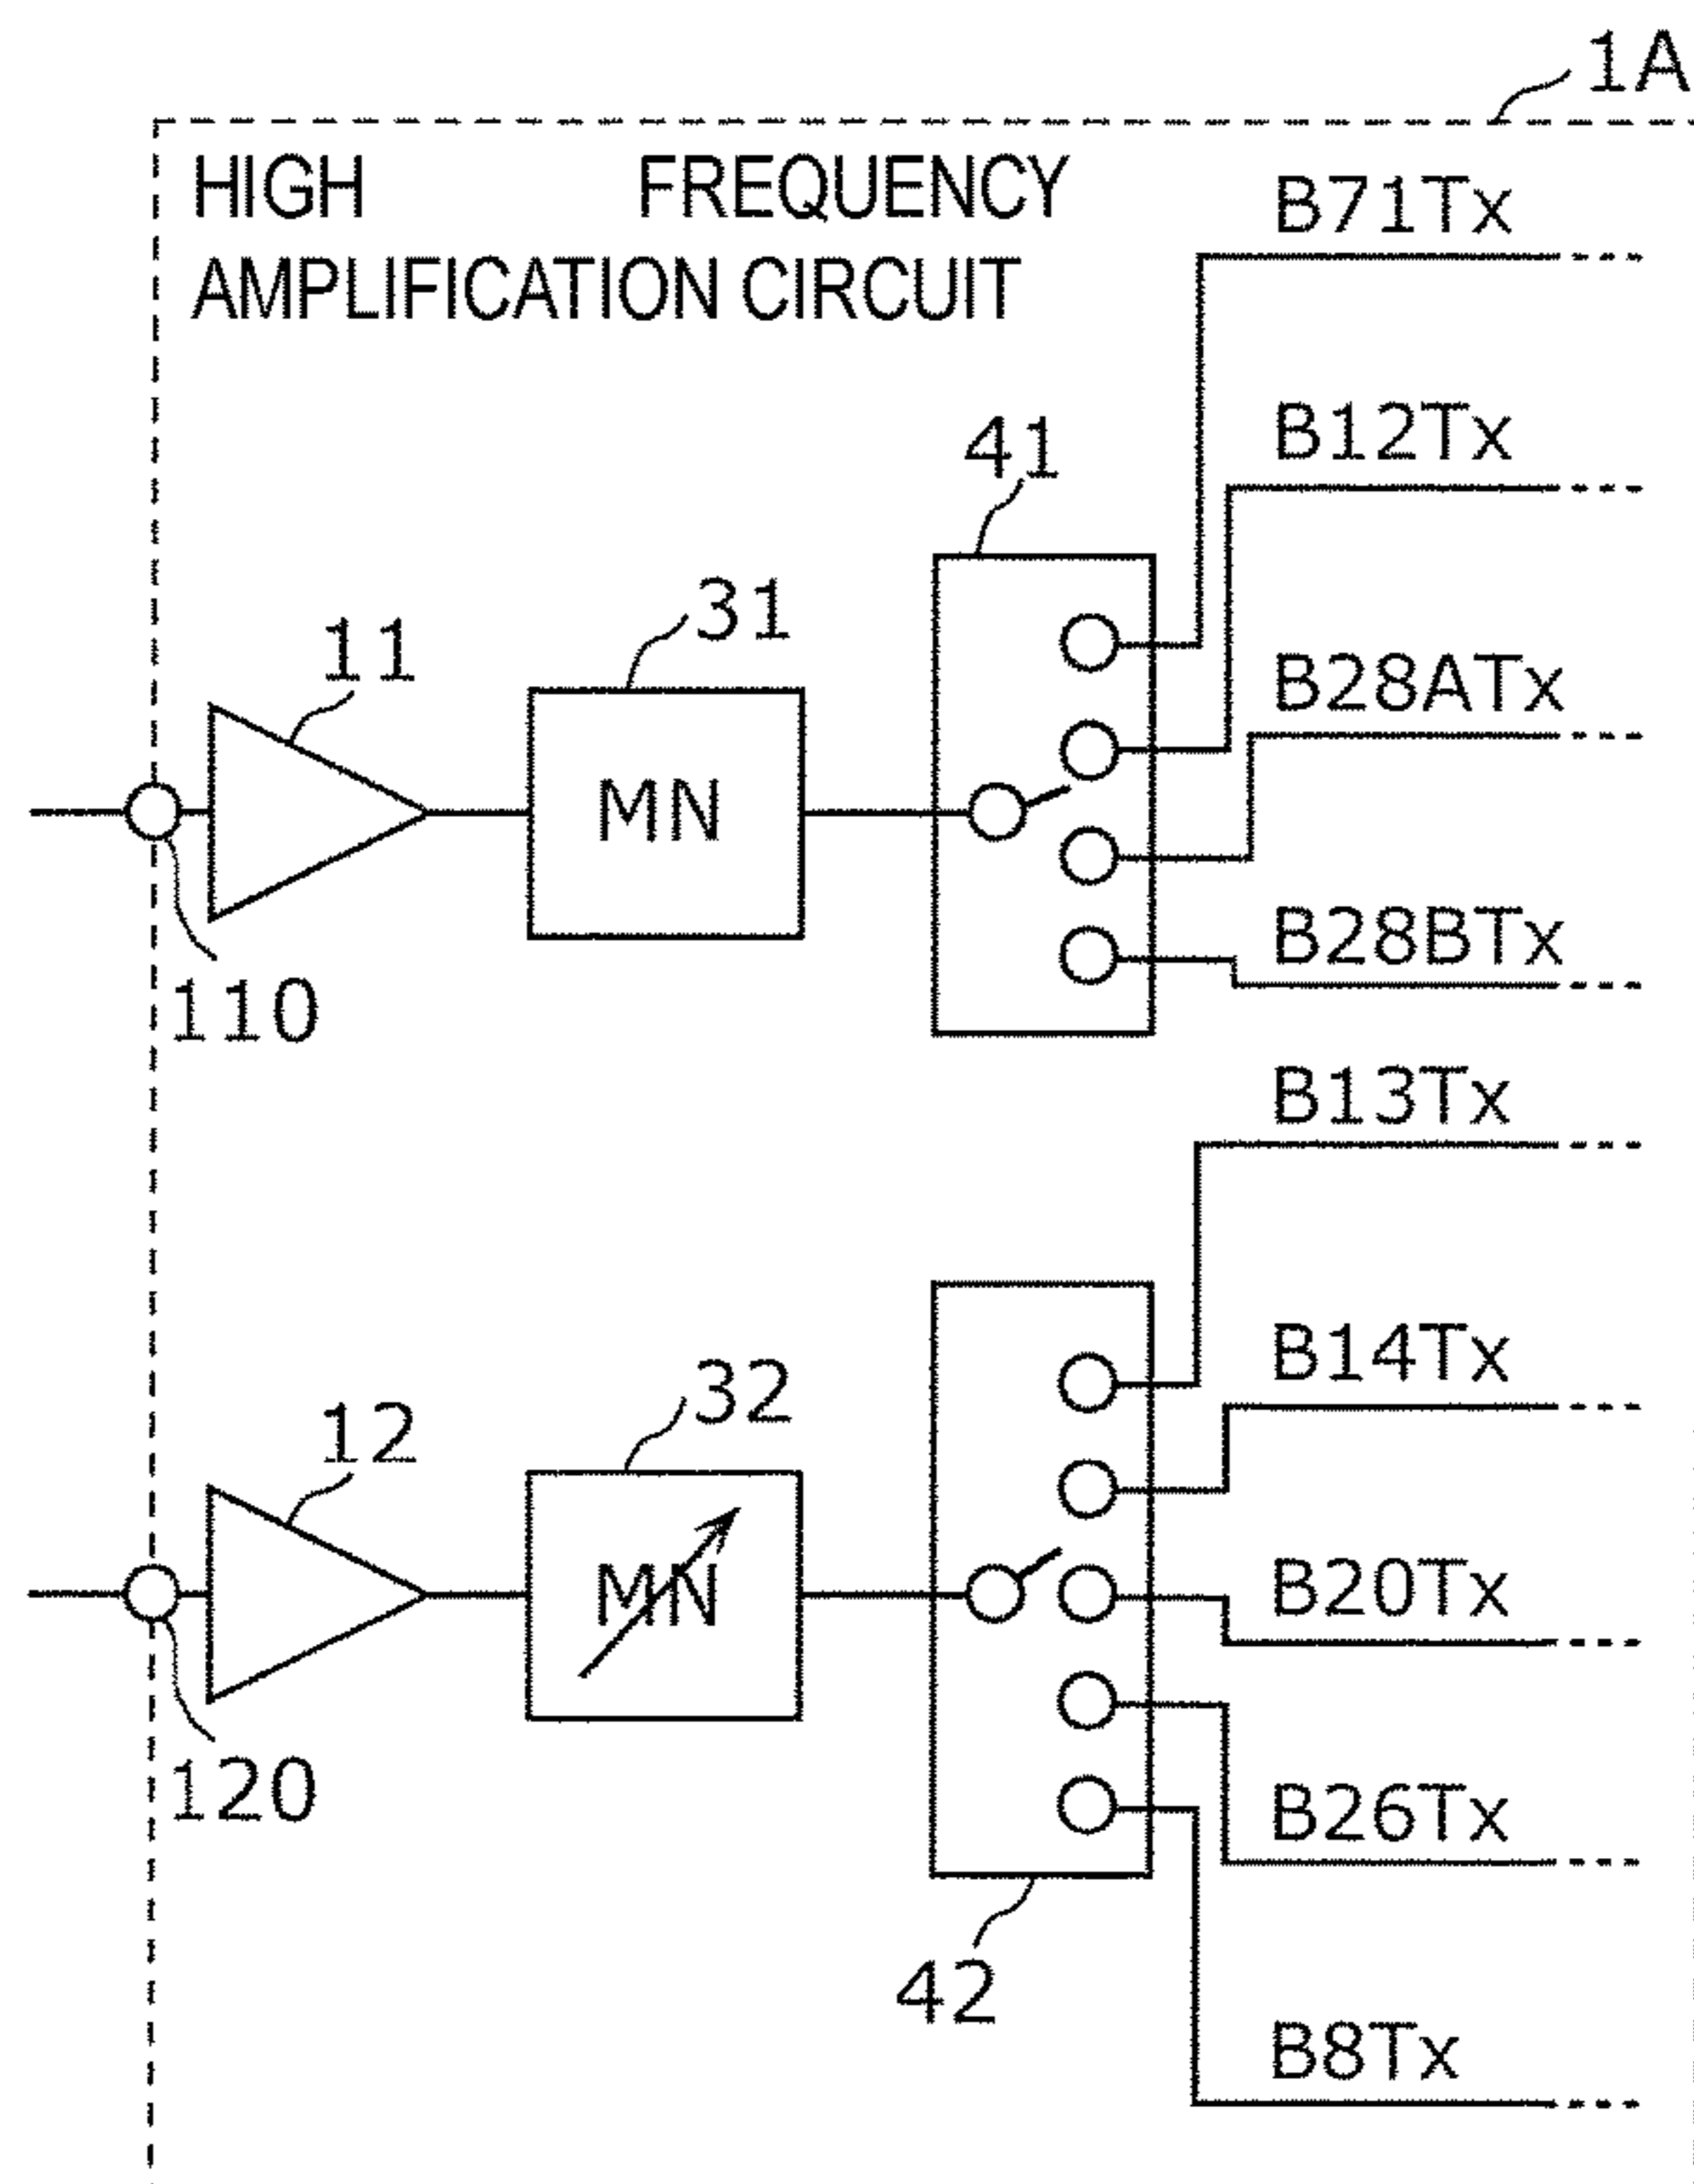 1A
HIGH FREQUENCY
AMPLIFICATION CIRCUIT
B71Tx
B12Tx
41
31
11
B28ATx
MN
B28BTx
110
B13Tx
B14Tx
32
12
MN
B20Tx
120
B26Tx
42
B8Tx